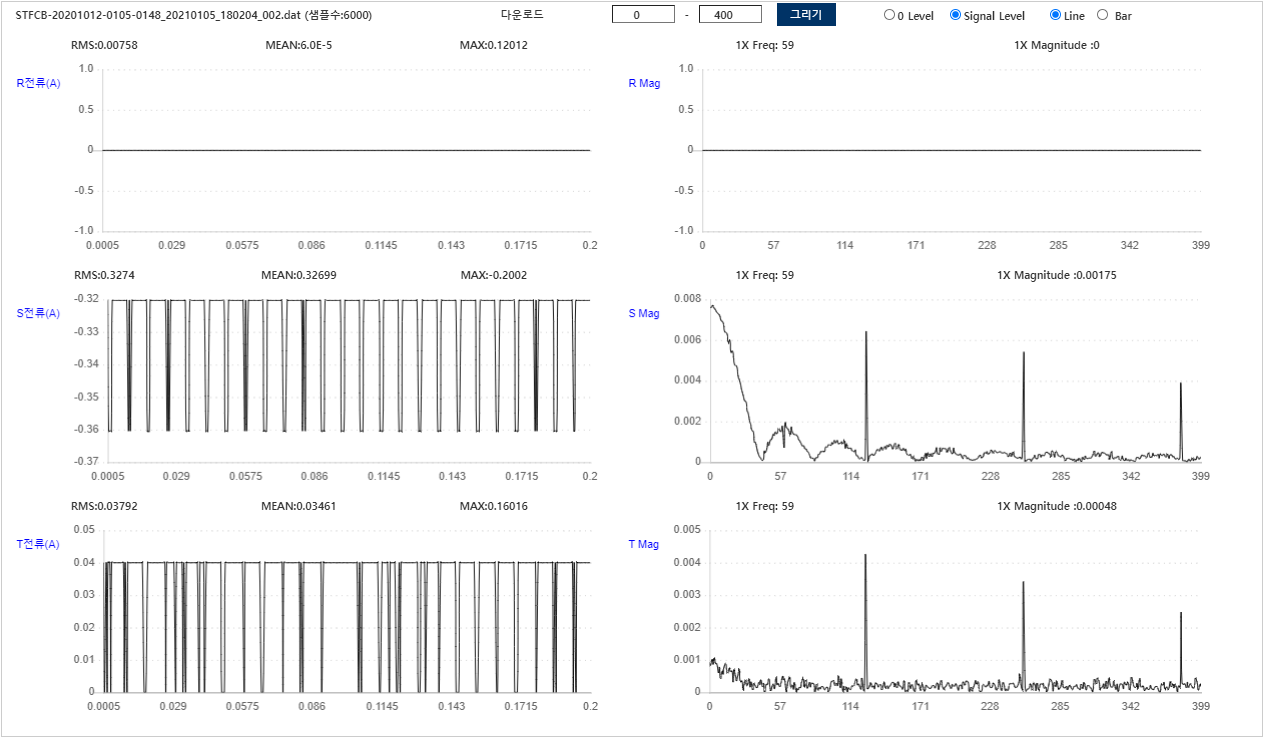 STFCB-20201012-0105-0148_20210105_180204_002.dat (샘플수:6000) 다운로드 0 - 400 그리기 0 Level Signal Level Line Bar
RMS:0.00758 MEAN:6.0E-5 MAX:0.12012 1X Freq: 59 1X Magnitude :0
R전류(A)
1.0
0.5
0
-0.5
-1.0
0.0005 0.029 0.0575 0.086 0.1145 0.143 0.1715 0.2
R Mag
1.0
0.5
0
-0.5
-1.0
0 57 114 171 228 285 342 399
RMS:0.3274 MEAN:0.32699 MAX:-0.2002 1X Freq: 59 1X Magnitude :0.00175
S전류(A)
-0.32
-0.33
-0.34
-0.35
-0.36
-0.37
0.0005 0.029 0.0575 0.086 0.1145 0.143 0.1715 0.2
S Mag
0.008
0.006
0.004
0.002
0
0 57 114 171 228 285 342 399
RMS:0.03792 MEAN:0.03461 MAX:0.16016 1X Freq: 59 1X Magnitude :0.00048
T전류(A)
0.05
0.04
0.03
0.02
0.01
0
0.0005 0.029 0.0575 0.086 0.1145 0.143 0.1715 0.2
T Mag
0.005
0.004
0.003
0.002
0.001
0
0 57 114 171 228 285 342 399